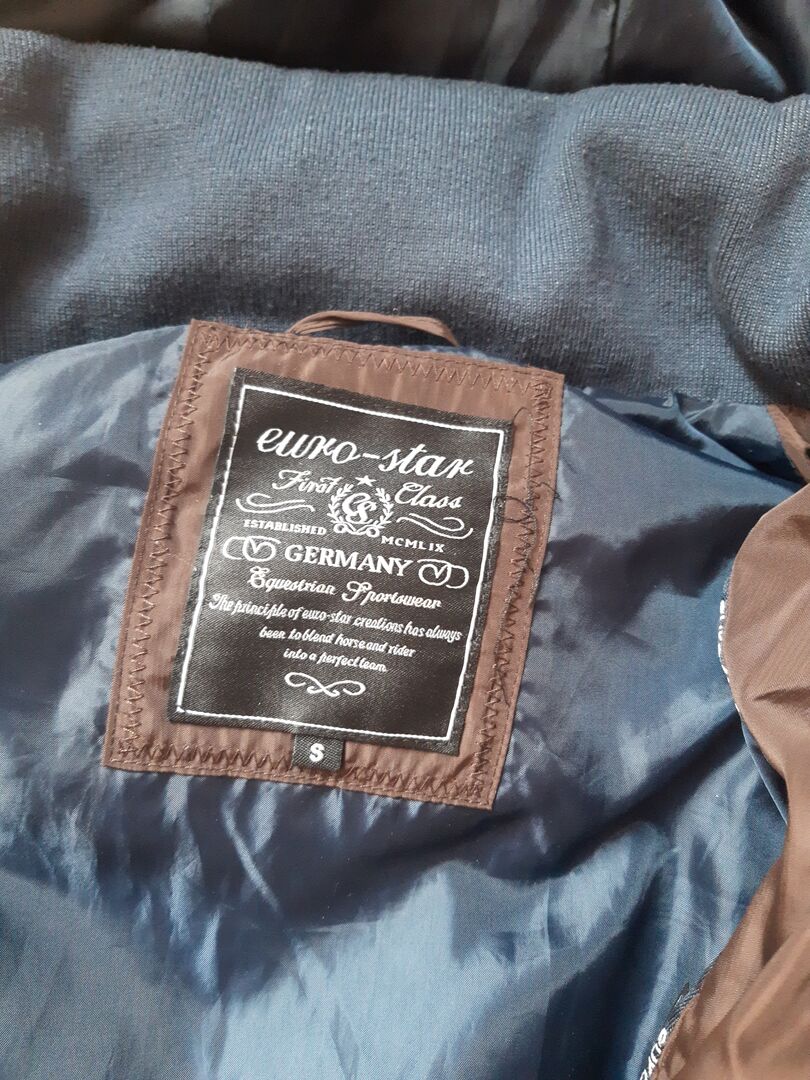 euro-star
First Class
ES
ESTABLISHED MCMLIX
GERMANY
Equestrian Sportswear
The principle of euro-star creations has always
been to blend horse and rider
into a perfect team.
S